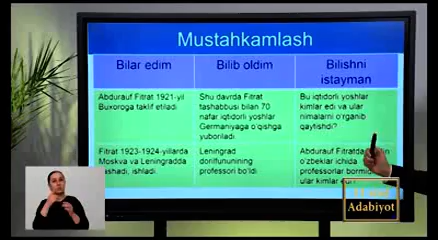 Mustahkamlash
Bilar edim
Bilib oldim
Bilishni
istayman
Abdurauf Fitrat 1921-yil
Buxoroga taklif etiladi
Shu davrda Fitrat
tashabbusi bilan 70
nafar iqtidorli yoshlar
Germaniyaga o'qishga
yuboriladi
Bu iqtidorli yoshlar
kimlar edi va ular
nimalarni o'rganib
qaytishdi?
Fitrat 1923-1924-yillarda
Moskva va Leningradda
yashadi, ishladi.
Leningrad
dorilfununining
professori bo'ldi
Abdurauf Fitratdan
o'zbeklar ichida
professorlar
ular kimlar edi?
Adabiyot